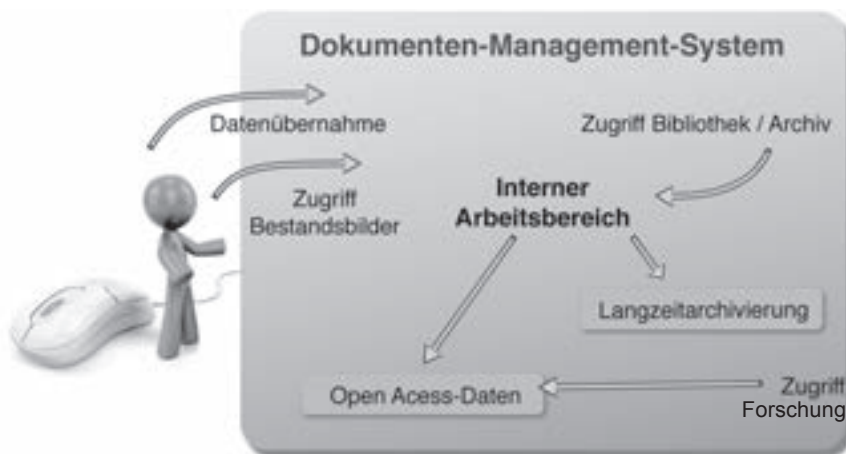 Dokumenten-Management-System
Datenübernahme
Zugriff Bibliothek / Archiv
Zugriff
Bestandsbilder
Interner
Arbeitsbereich
Langzeitarchivierung
Open Acess-Daten
Zugriff
Forschung